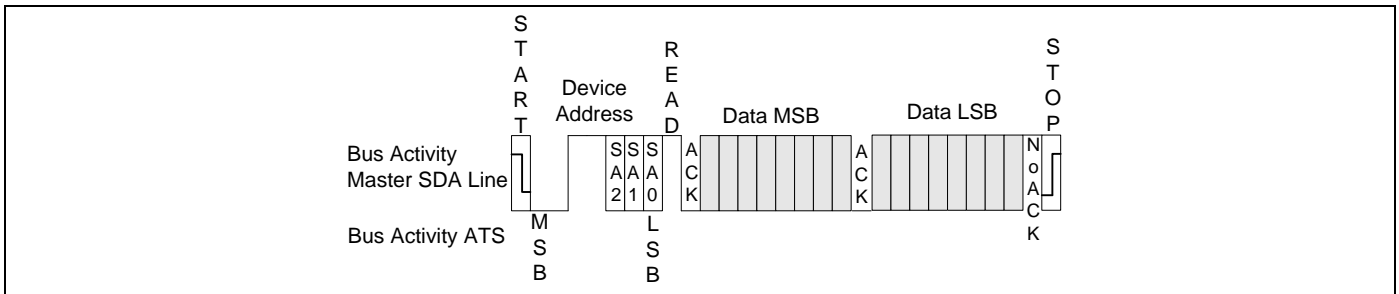 START
READ
STOP
Device
Address
Data MSB
Data LSB
Bus Activity
Master SDA Line
SA2
SA1
SA0
ACK
ACK
NoACK
Bus Activity ATS
MSB
LSB